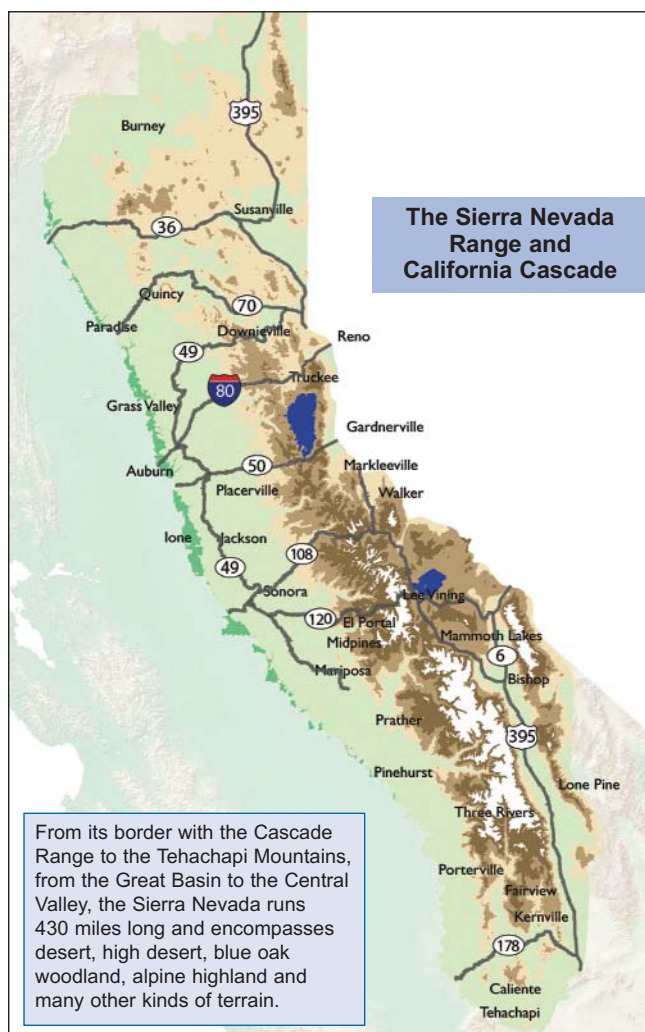 395
Burney
The Sierra Nevada
Range and
California Cascade
Susanville
36
Quincy
70
Paradise
Downieville
Reno
49
Truckee
80
Grass Valley
Gardnerville
Auburn
50
Markleeville
Placerville
Walker
Ione
Jackson
108
49
Sonora
Lee Vining
120
El Portal
Midpines
Mammoth Lakes
6
Mariposa
Bishop
Prather
395
Pinehurst
Lone Pine
Three Rivers
From its border with the Cascade
Range to the Tehachapi Mountains,
from the Great Basin to the Central
Valley, the Sierra Nevada runs
430 miles long and encompasses
desert, high desert, blue oak
woodland, alpine highland and
many other kinds of terrain.
Porterville
Fairview
Kernville
178
Caliente
Tehachapi